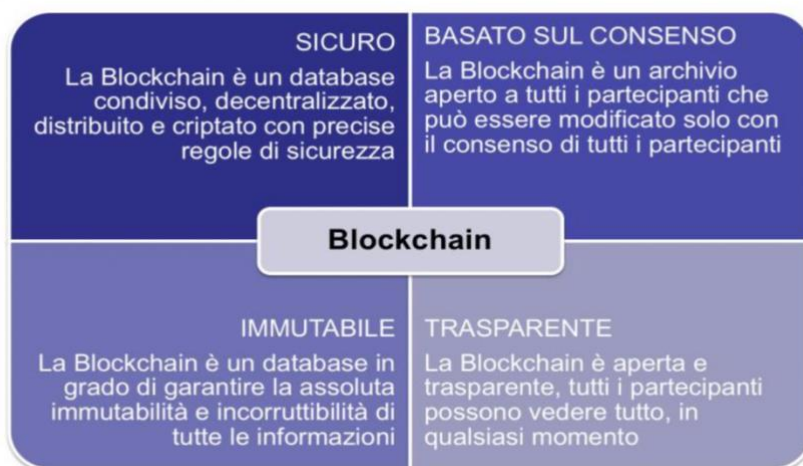 SICURO
La Blockchain è un database
condiviso, decentralizzato,
distribuito e criptato con precise
regole di sicurezza
BASATO SUL CONSENSO
La Blockchain è un archivio
aperto a tutti i partecipanti che
può essere modificato solo con
il consenso di tutti i partecipanti
Blockchain
IMMUTABILE
La Blockchain è un database in
grado di garantire la assoluta
immutabilità e incorruttibilità di
tutte le informazioni
TRASPARENTE
La Blockchain è aperta e
trasparente, tutti i partecipanti
possono vedere tutto, in
qualsiasi momento